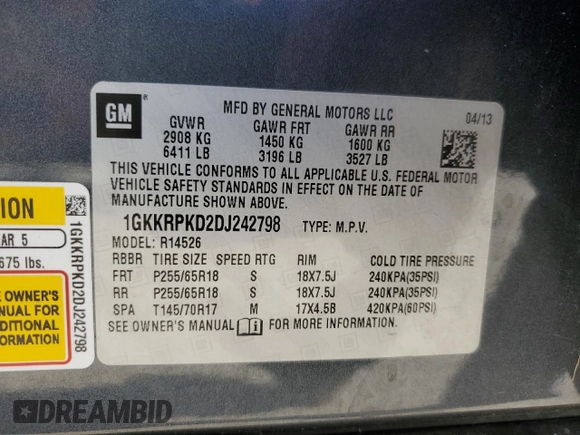 GM
MFD BY GENERAL MOTORS LLC
04/13
GVWR GAWR FRT GAWR RR
2908 KG 1450 KG 1600 KG
6411 LB 3196 LB 3527 LB
THIS VEHICLE CONFORMS TO ALL APPLICABLE U.S. FEDERAL MOTOR
VEHICLE SAFETY STANDARDS IN EFFECT ON THE DATE OF
MANUFACTURE SHOWN ABOVE.
1GKKRPKD2DJ242798 TYPE: M.P.V.
MODEL: R14526
RBBR TIRE SIZE SPEED RTG RIM COLD TIRE PRESSURE
FRT P255/65R18 S 18X7.5J 240KPA(35PSI)
RR P255/65R18 S 18X7.5J 240KPA(35PSI)
SPA T145/70R17 M 17X4.5B 420KPA(60PSI)
SEE OWNER'S MANUAL FOR MORE INFORMATION.
ION
AR 5
675 lbs.
E OWNER'S
NUAL FOR
DDITIONAL
ORMATION
1GKKRPKD2DJ242798
DREAMBID